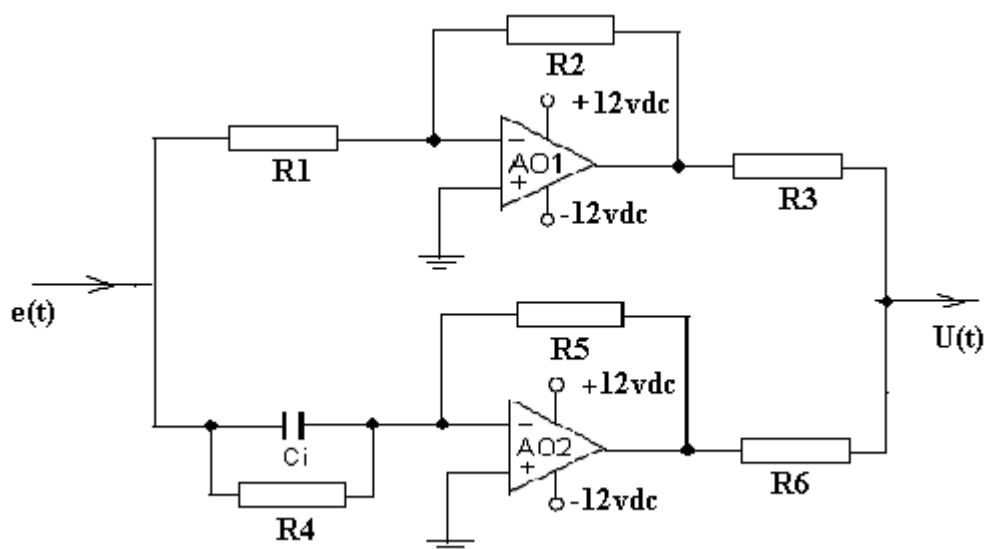 R2
+12vdc
R1
−
AO1
+
R3
-12vdc
e(t)
U(t)
R5
+12vdc
Ci
−
AO2
+
R6
-12vdc
R4